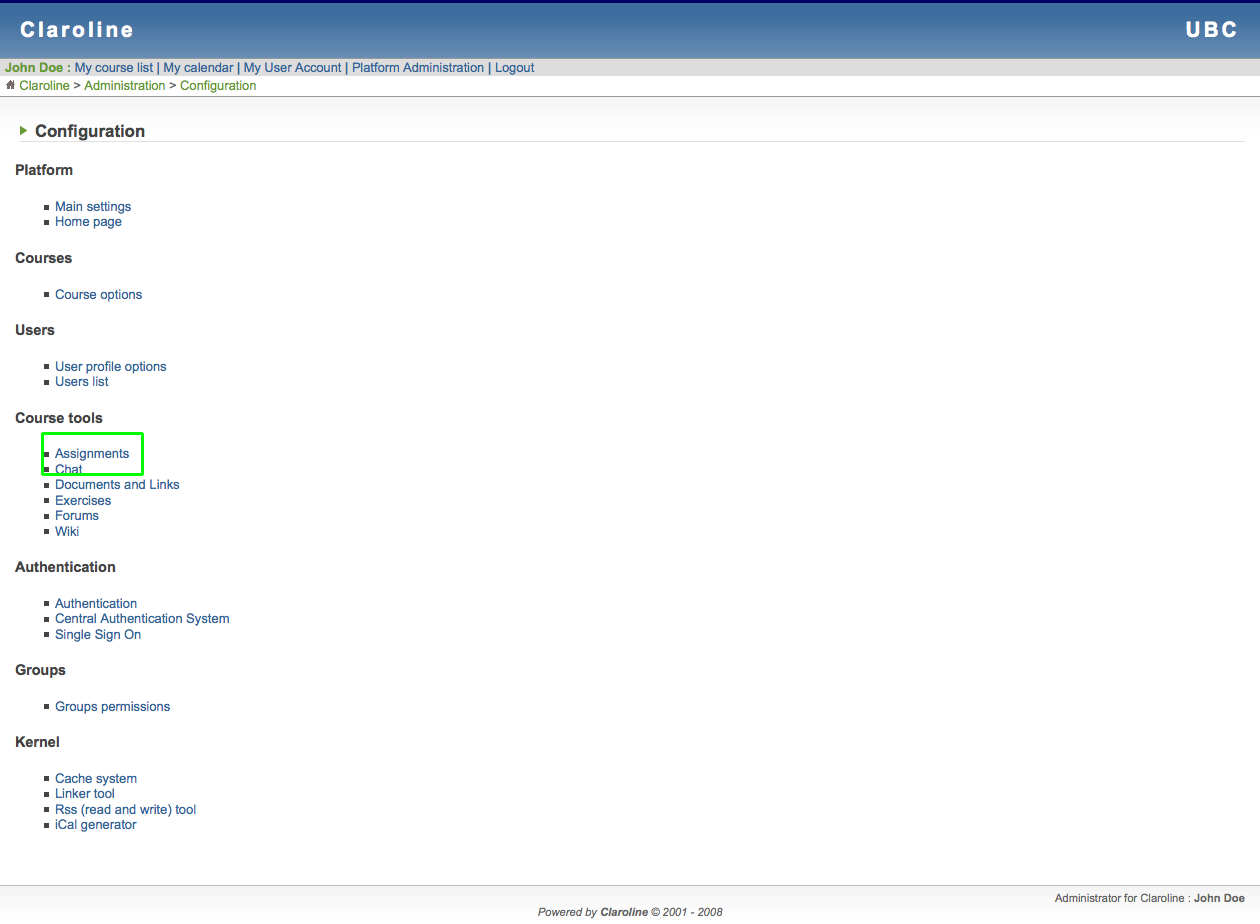 Claroline
UBC
John Doe : My course list | My calendar | My User Account | Platform Administration | Logout
Claroline > Administration > Configuration
Configuration
Platform
Main settings
Home page
Courses
Course options
Users
User profile options
Users list
Course tools
Assignments
Chat
Documents and Links
Exercises
Forums
Wiki
Authentication
Authentication
Central Authentication System
Single Sign On
Groups
Groups permissions
Kernel
Cache system
Linker tool
Rss (read and write) tool
iCal generator
Administrator for Claroline : John Doe
Powered by Claroline © 2001 - 2008